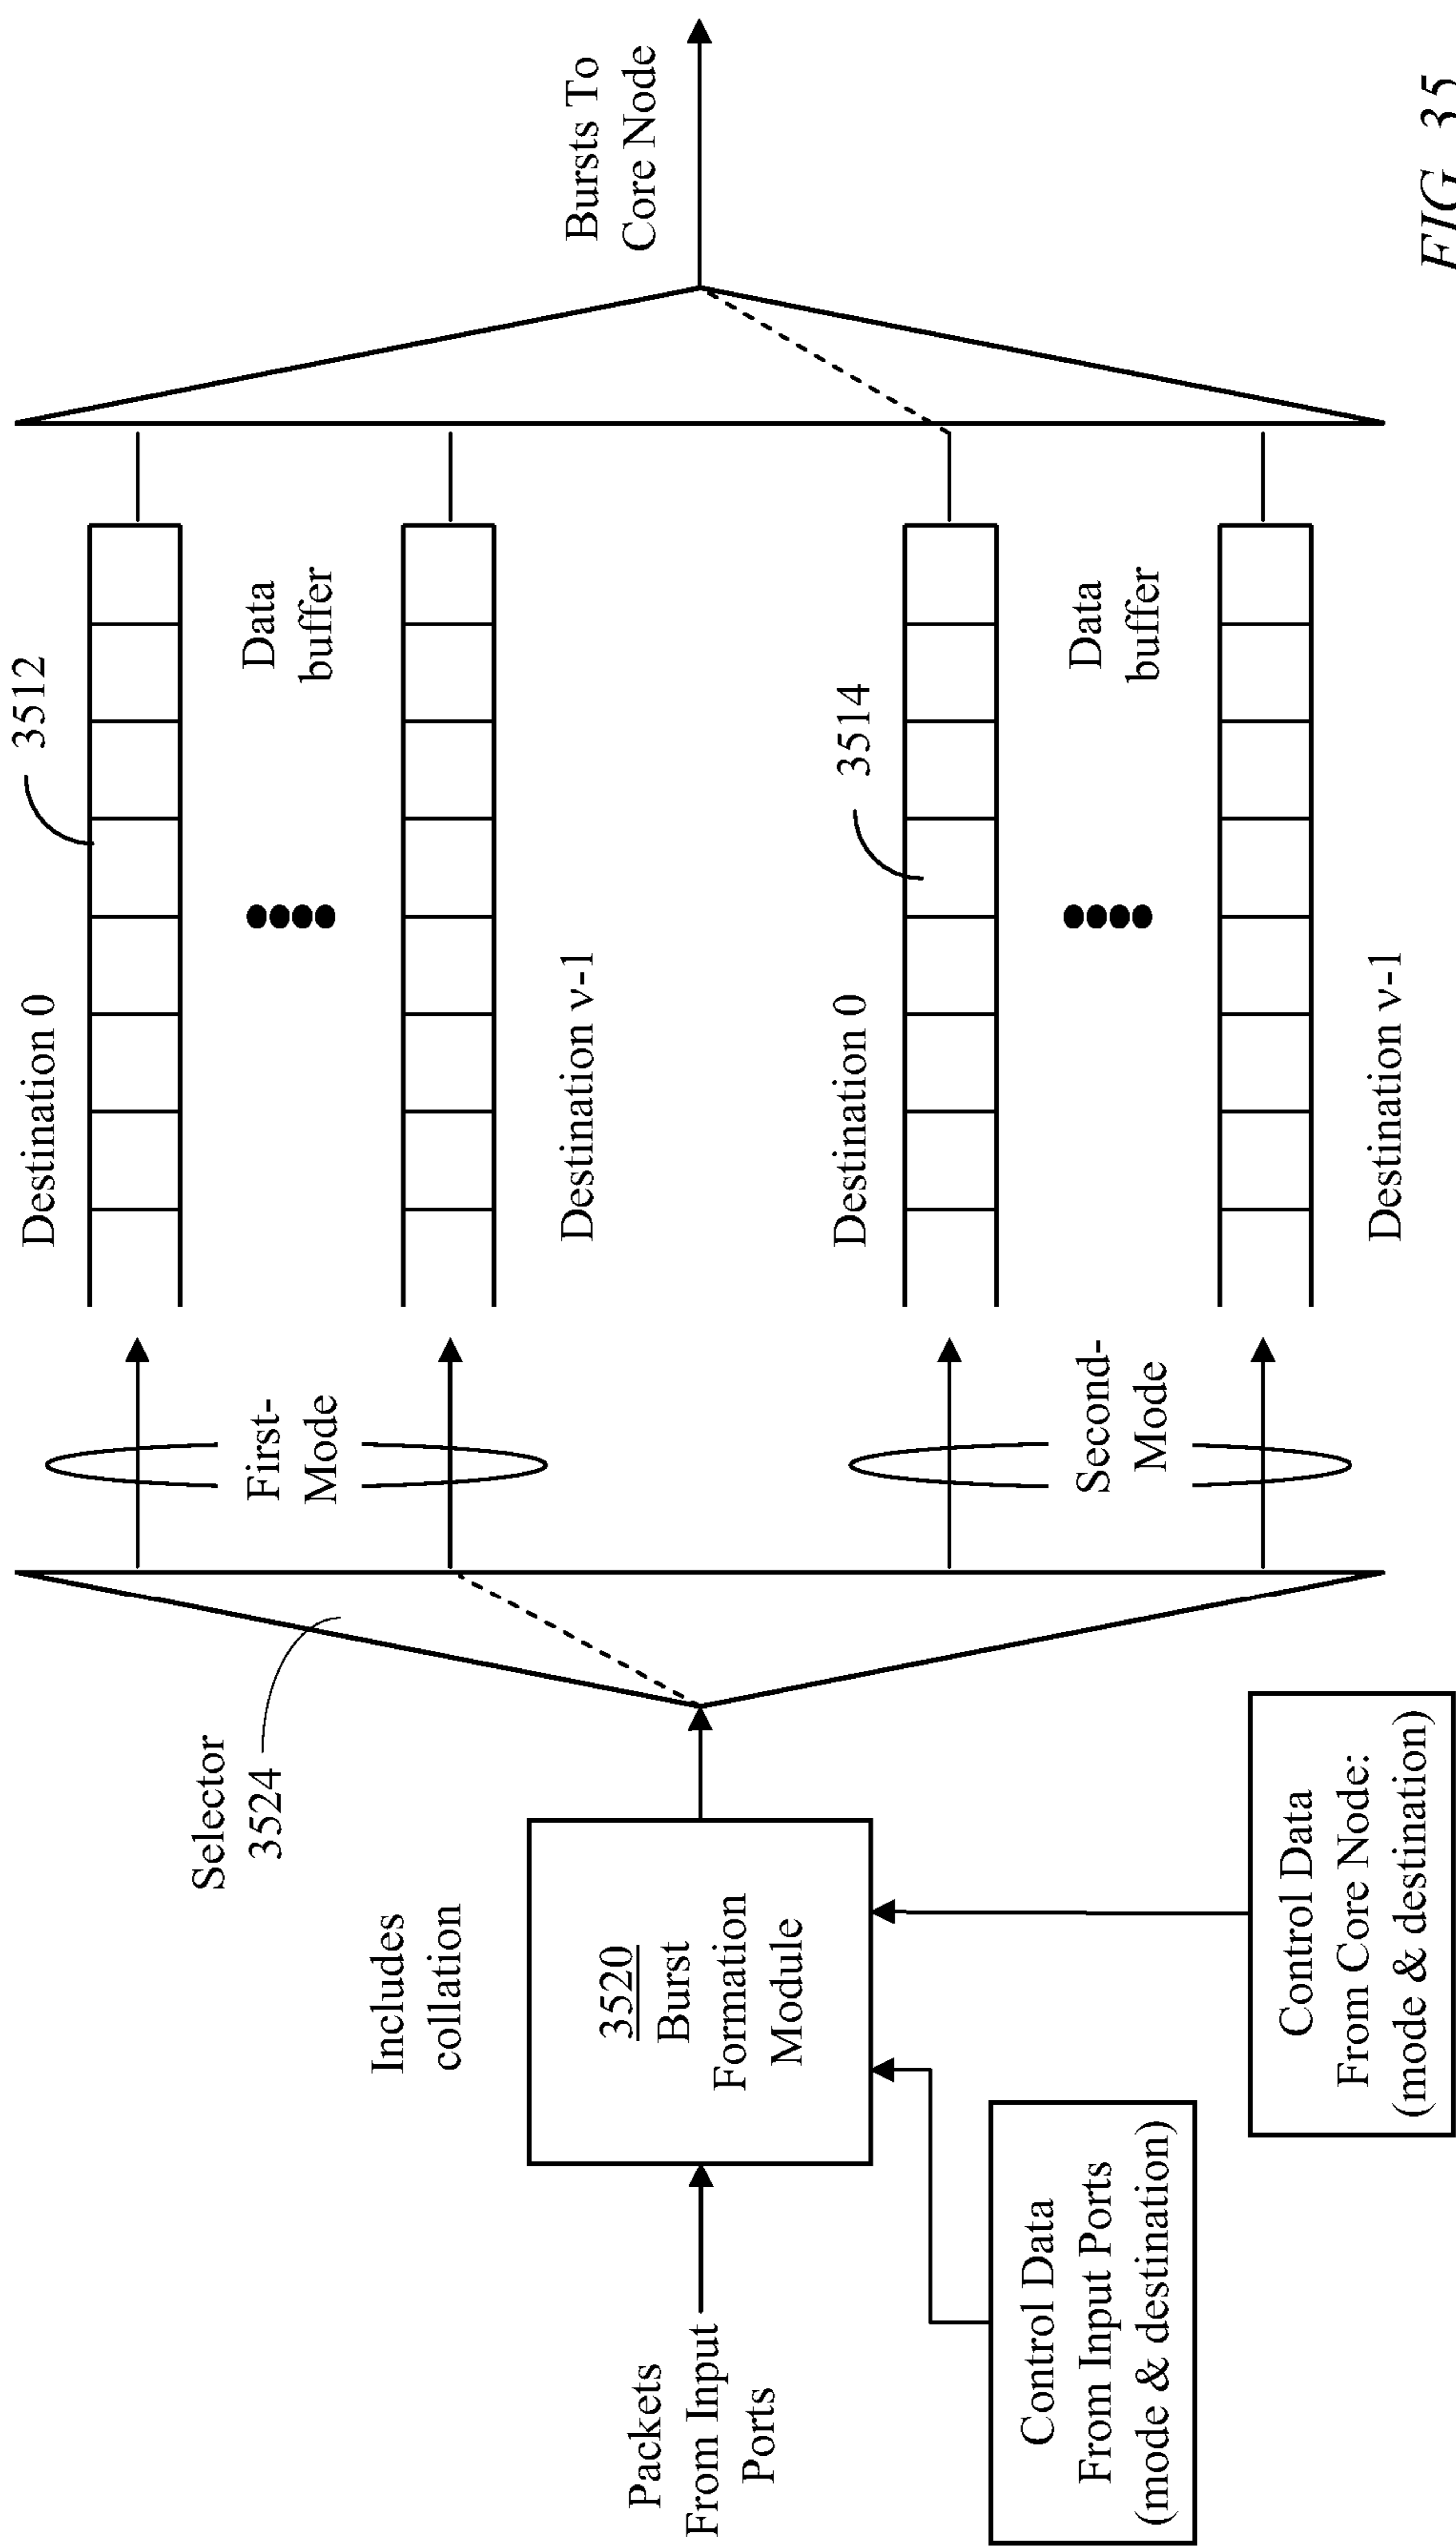 Packets
From Input
Ports
Control Data
From Input Ports
(mode & destination)
Includes
collation
3520
Burst
Formation
Module
Control Data
From Core Node:
(mode & destination)
Selector
3524
First-
Mode
Second-
Mode
Destination 0
3512
Data
buffer
Destination ν-1
Destination 0
3514
Data
buffer
Destination ν-1
Bursts To
Core Node
FIG. 35